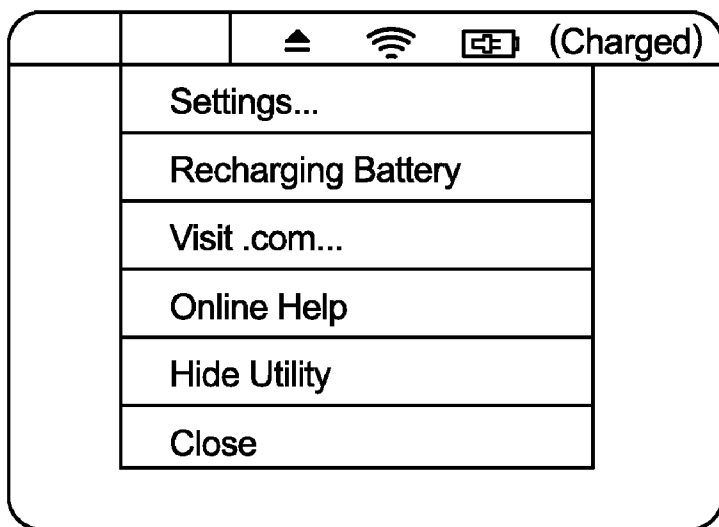 (Charged)
Settings...
Recharging Battery
Visit .com...
Online Help
Hide Utility
Close